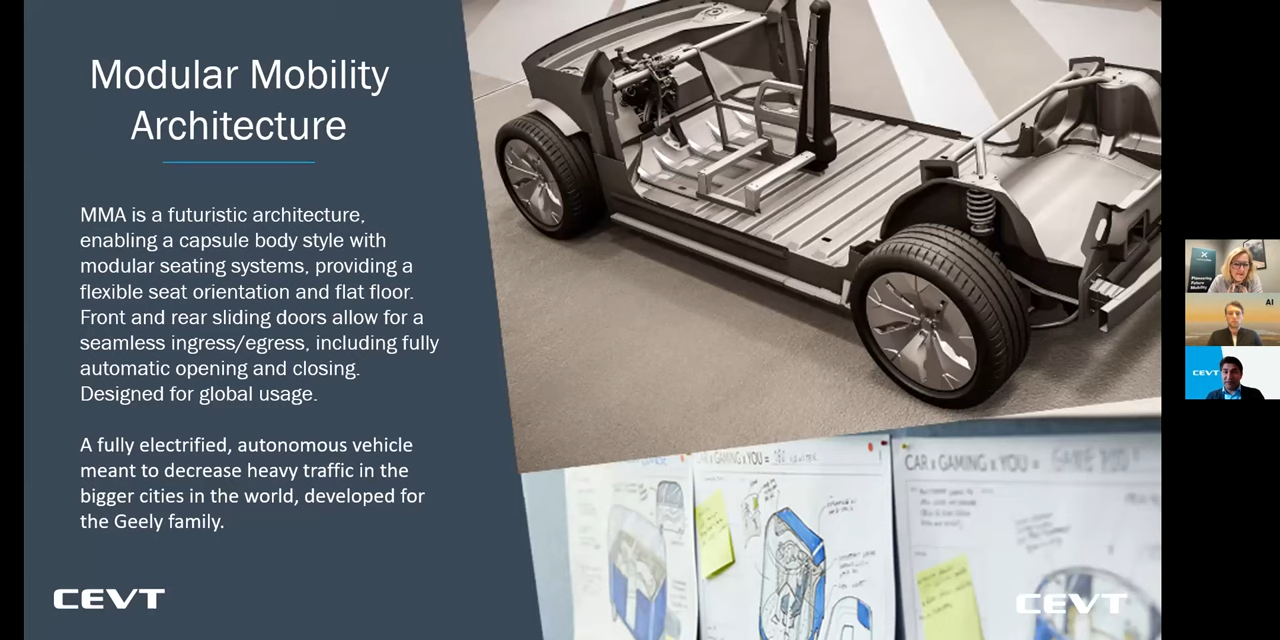 Modular Mobility
Architecture
MMA is a futuristic architecture,
enabling a capsule body style with
modular seating systems, providing a
flexible seat orientation and flat floor.
Front and rear sliding doors allow for a
seamless ingress/egress, including fully
automatic opening and closing.
Designed for global usage.
A fully electrified, autonomous vehicle
meant to decrease heavy traffic in the
bigger cities in the world, developed for
the Geely family.
CEVT
CAR x GAMING x YOU =
CAR x GAMING x YOU =
CEVT
Pioneering
Future
Mobility
AI
CEVT